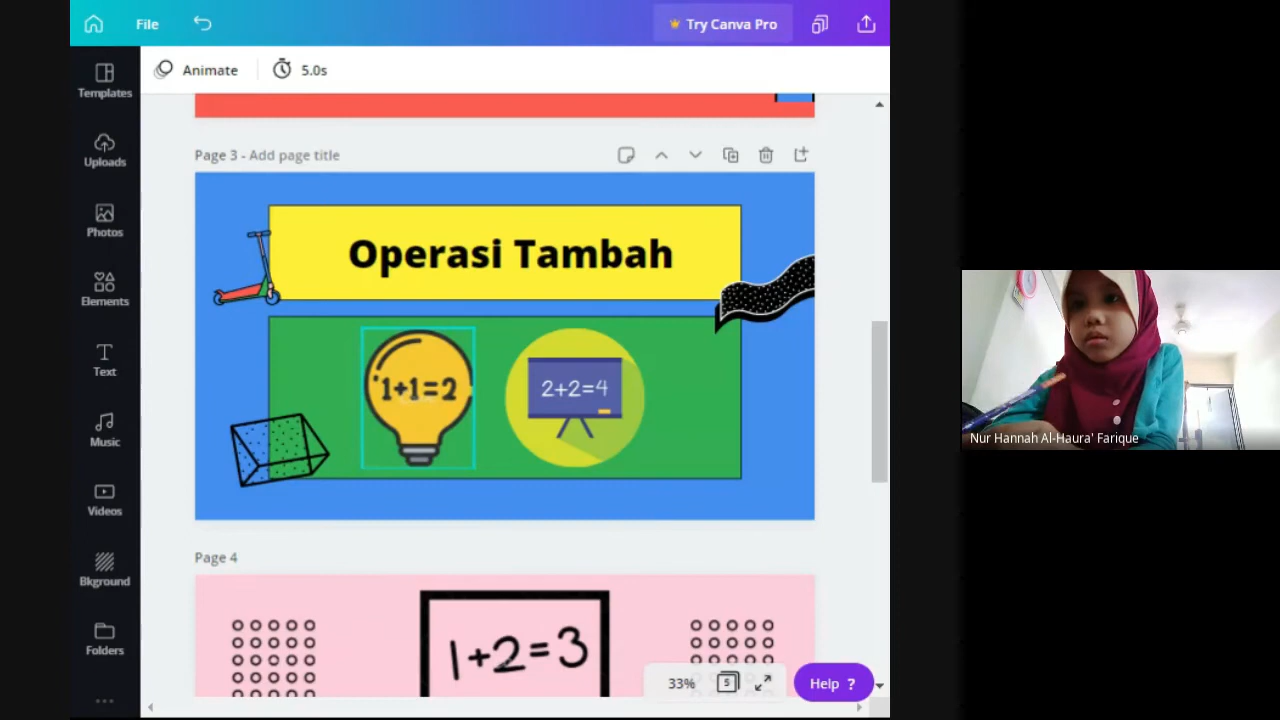 File
Try Canva Pro
Animate
5.0s
Templates
Uploads
Photos
Elements
Text
Music
Videos
Bkground
Folders
Page 3 - Add page title
Operasi Tambah
1+1=2
2+2=4
Page 4
1+2=3
33%
5
Help ?
Nur Hannah Al-Haura' Farique